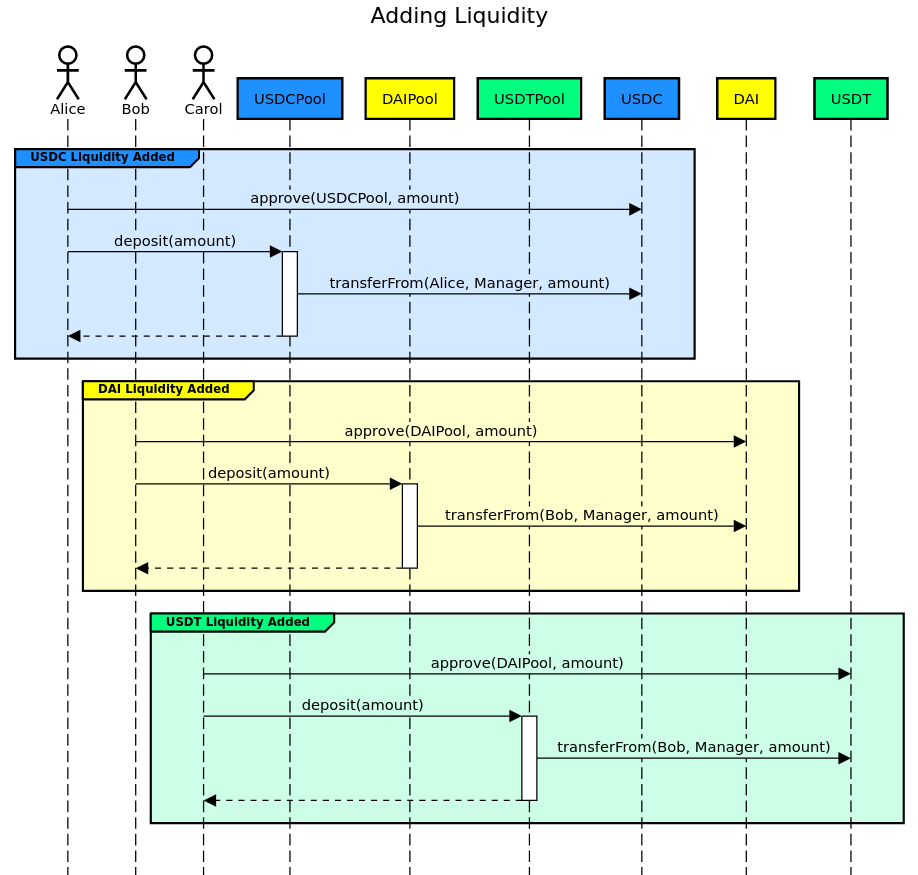 Adding Liquidity
Alice
Bob
Carol
USDCPool
DAIPool
USDTPool
USDC
DAI
USDT
USDC Liquidity Added
approve(USDCPool, amount)
deposit(amount)
transferFrom(Alice, Manager, amount)
DAI Liquidity Added
approve(DAIPool, amount)
deposit(amount)
transferFrom(Bob, Manager, amount)
USDT Liquidity Added
approve(DAIPool, amount)
deposit(amount)
transferFrom(Bob, Manager, amount)